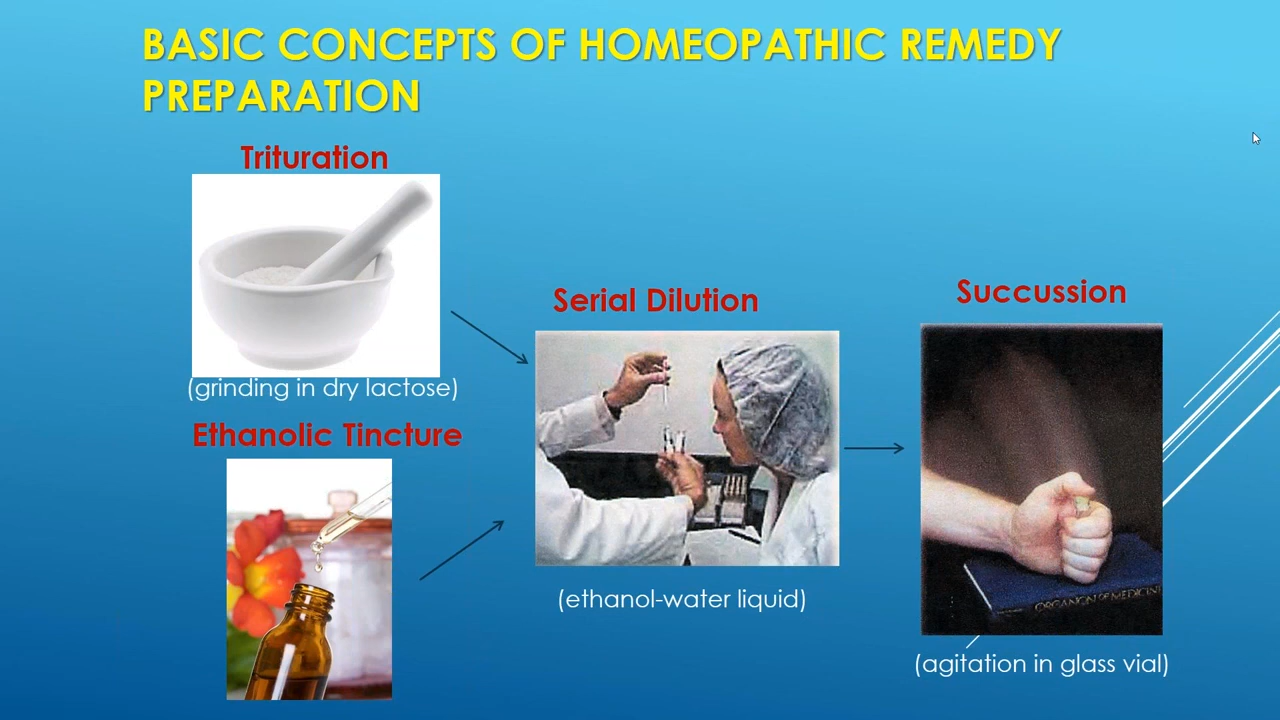 BASIC CONCEPTS OF HOMEOPATHIC REMEDY
PREPARATION
Trituration
(grinding in dry lactose)
Ethanolic Tincture
Serial Dilution
(ethanol-water liquid)
Succussion
ORGANON OF MEDICINE
(agitation in glass vial)